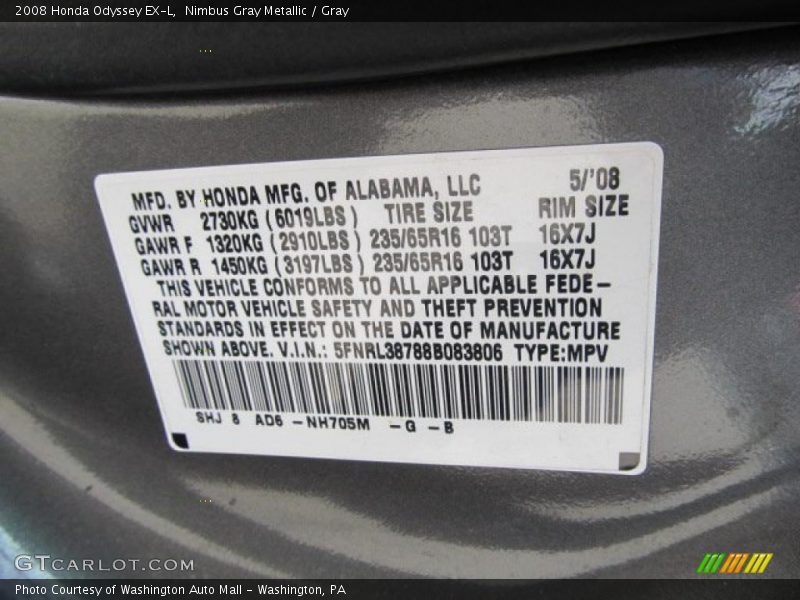 2008 Honda Odyssey EX-L,  Nimbus Gray Metallic / Gray
MFD. BY HONDA MFG. OF ALABAMA, LLC 5/'08
GVWR 2730KG (6019LBS) TIRE SIZE RIM SIZE
GAWR F 1320KG (2910LBS) 235/65R16 103T 16X7J
GAWR R 1450KG (3197LBS) 235/65R16 103T 16X7J
THIS VEHICLE CONFORMS TO ALL APPLICABLE FEDE-
RAL MOTOR VEHICLE SAFETY AND THEFT PREVENTION
STANDARDS IN EFFECT ON THE DATE OF MANUFACTURE
SHOWN ABOVE. V.I.N.: 5FNRL38788B083806 TYPE:MPV
SHJ 8 AD6 -NH705M -G -B
GTCARLOT.COM
Photo Courtesy of Washington Auto Mall - Washington, PA